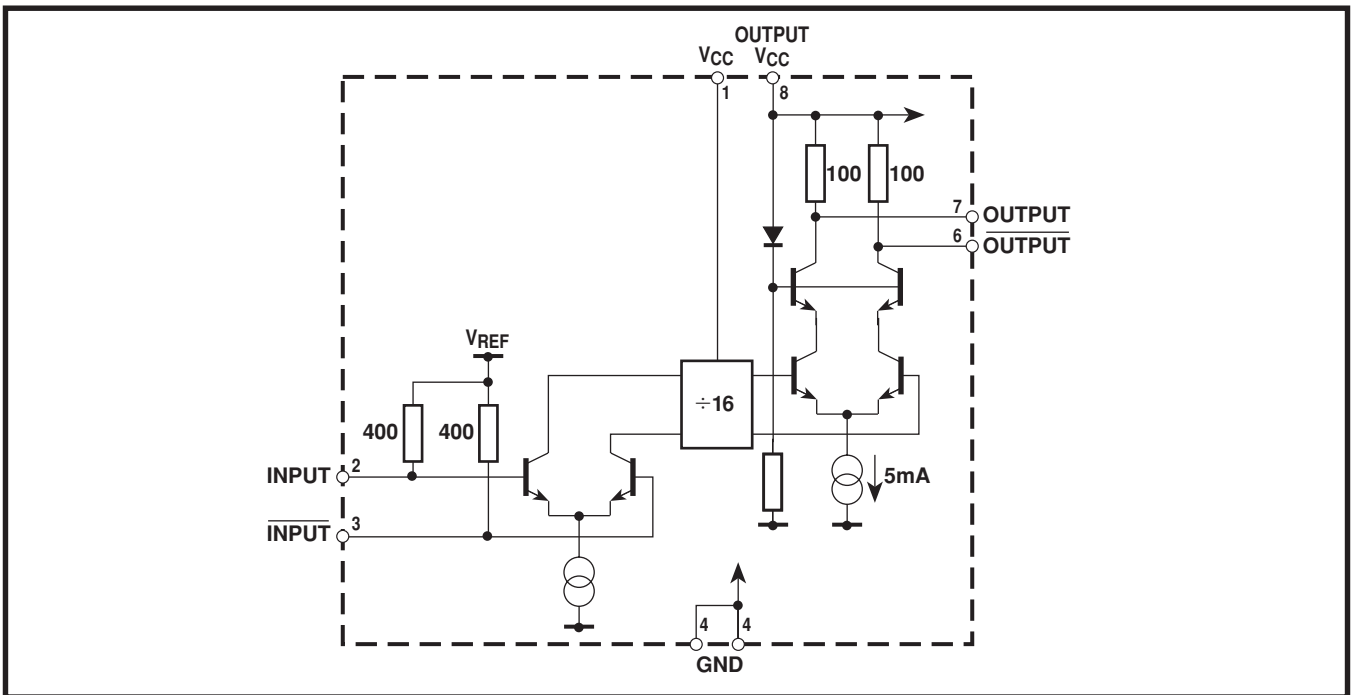 OUTPUT
VCC VCC
1 8
100 100
7 OUTPUT
6 OUTPUT
VREF
÷16
400 400
INPUT 2
5mA
INPUT 3
4 4
GND